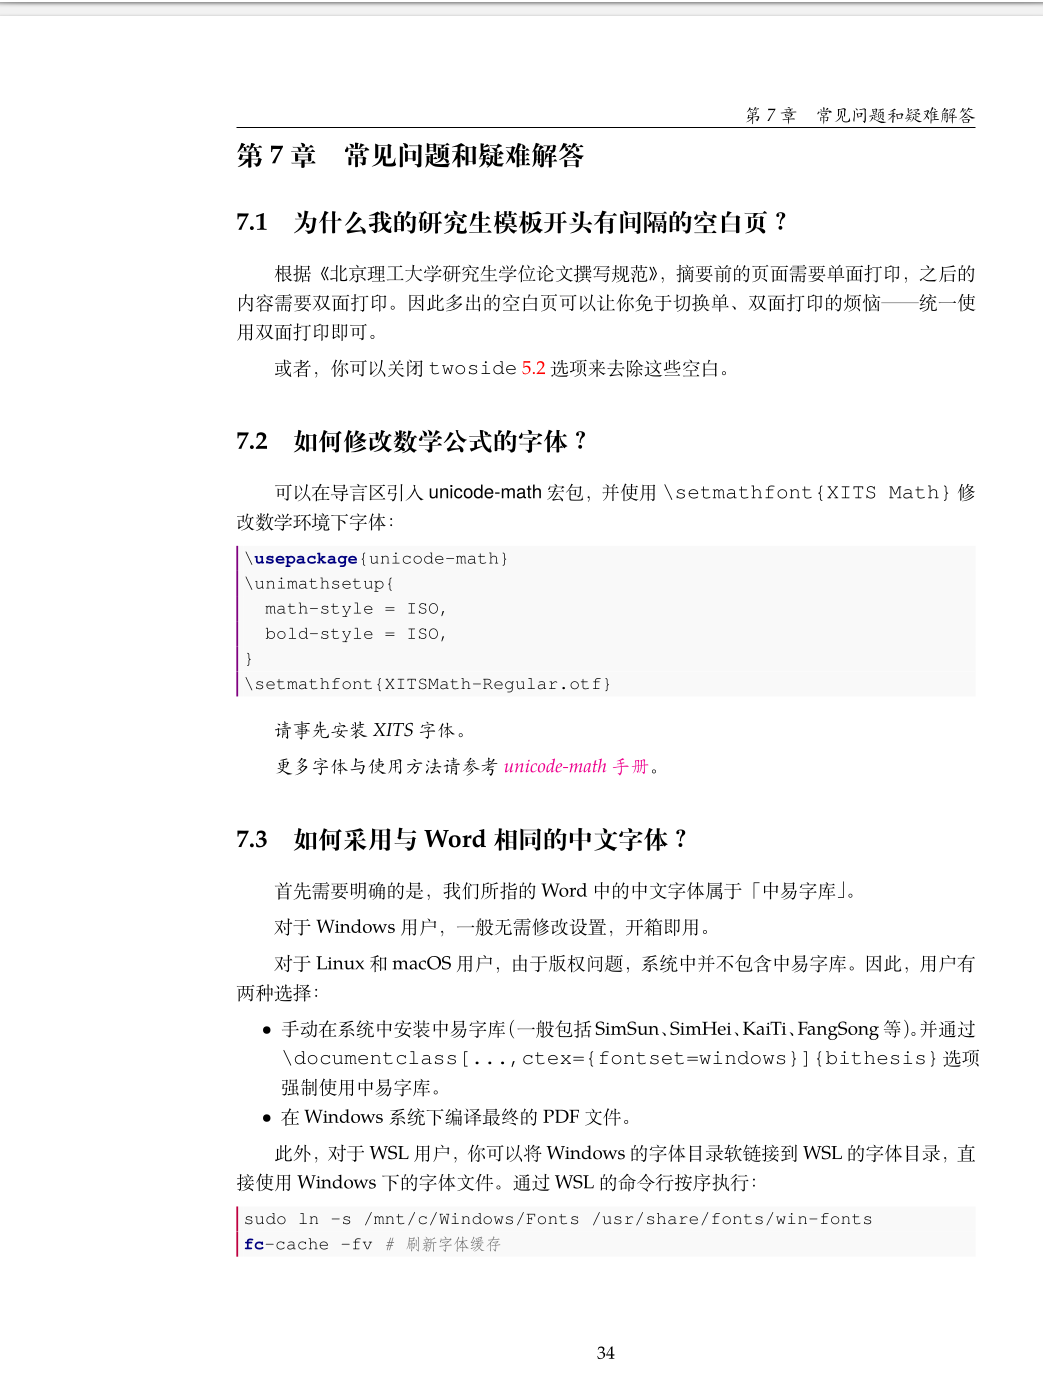 第 7 章 常见问题和疑难解答
第 7 章 常见问题和疑难解答
7.1 为什么我的研究生模板开头有间隔的空白页？
根据《北京理工大学研究生学位论文撰写规范》，摘要前的页面需要单面打印，之后的
内容需要双面打印。因此多出的空白页可以让你免于切换单、双面打印的烦恼——统一使
用双面打印即可。
或者，你可以关闭 twoside 5.2 选项来去除这些空白。
7.2 如何修改数学公式的字体？
可以在导言区引入 unicode-math 宏包，并使用 \setmathfont{XITS Math} 修
改数学环境下字体：
\usepackage{unicode-math}
\unimathsetup{
  math-style = ISO,
  bold-style = ISO,
}
\setmathfont{XITSMath-Regular.otf}
请事先安装 XITS 字体。
更多字体与使用方法请参考 unicode-math 手册。
7.3 如何采用与 Word 相同的中文字体？
首先需要明确的是，我们所指的 Word 中的中文字体属于「中易字库」。
对于 Windows 用户，一般无需修改设置，开箱即用。
对于 Linux 和 macOS 用户，由于版权问题，系统中并不包含中易字库。因此，用户有
两种选择：
• 手动在系统中安装中易字库（一般包括 SimSun、SimHei、KaiTi、FangSong 等）。并通过
\documentclass[...,ctex={fontset=windows}]{bithesis} 选项
强制使用中易字库。
• 在 Windows 系统下编译最终的 PDF 文件。
此外，对于 WSL 用户，你可以将 Windows 的字体目录软链接到 WSL 的字体目录，直
接使用 Windows 下的字体文件。通过 WSL 的命令行按序执行：
sudo ln -s /mnt/c/Windows/Fonts /usr/share/fonts/win-fonts
fc-cache -fv # 刷新字体缓存
34